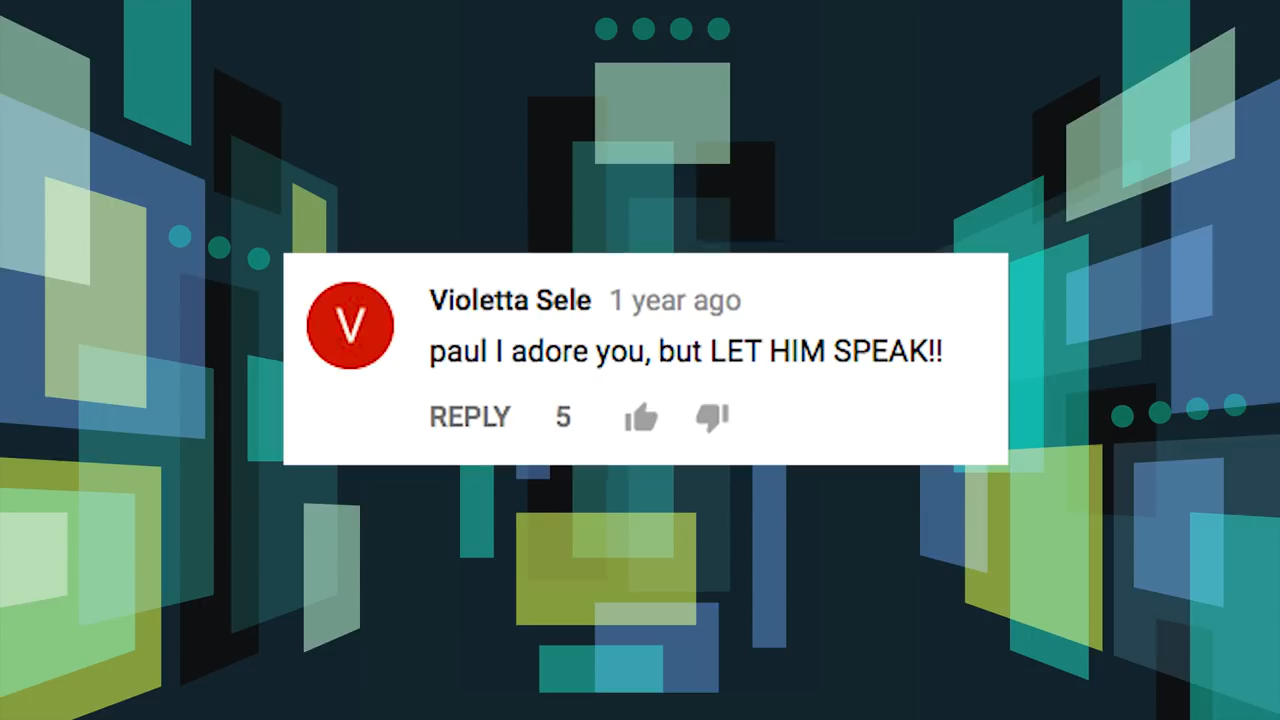 V
Violetta Sele 1 year ago
paul I adore you, but LET HIM SPEAK!!
REPLY 5